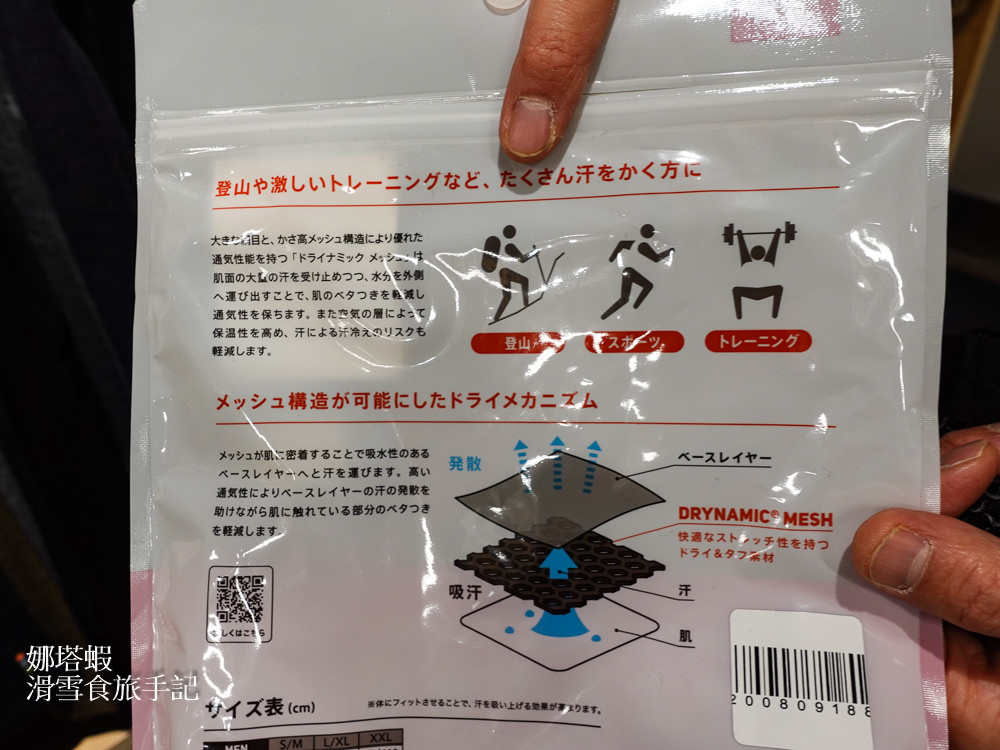 登山や激しいトレーニングなど、たくさん汗をかく方に
大きな網目と、かさ高メッシュ構造により優れた
通気性能を持つ「ドライナミック メッシュ」は
肌面の大量の汗を受け止めつつ、水分を外側
へ運び出すことで、肌のベタつきを軽減し
通気性を保ちます。また空気の層によって
保温性を高め、汗による汗冷えのリスクも
軽減します。
登山
スポーツ
トレーニング
メッシュ構造が可能にしたドライメカニズム
メッシュが肌に密着することで吸水性のある
ベースレイヤーへと汗を運びます。高い
通気性によりベースレイヤーの汗の発散を
助けながら肌に触れている部分のベタつき
を軽減します。
発散
ベースレイヤー
DRYNAMIC® MESH
快適なストレッチ性を持つ
ドライ&タフ素材
吸汗
汗
肌
詳しくはこちら
娜塔蝦
滑雪食旅手記
サイズ表(cm)
※体にフィットさせることで、汗を吸い上げる効果が高まります。
MEN S/M L/XL XXL
200809188